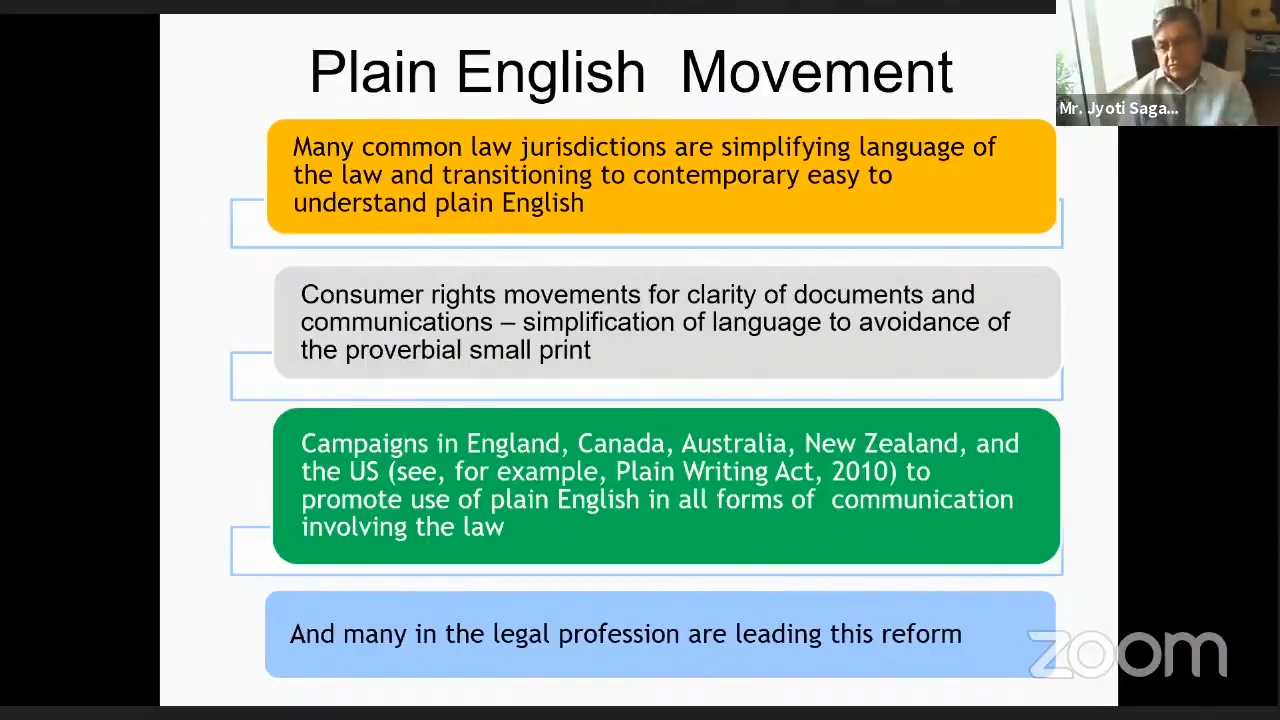 Plain English Movement
Mr. Jyoti Saga...
Many common law jurisdictions are simplifying language of
the law and transitioning to contemporary easy to
understand plain English
Consumer rights movements for clarity of documents and
communications – simplification of language to avoidance of
the proverbial small print
Campaigns in England, Canada, Australia, New Zealand, and
the US (see, for example, Plain Writing Act, 2010) to
promote use of plain English in all forms of communication
involving the law
And many in the legal profession are leading this reform
zoom